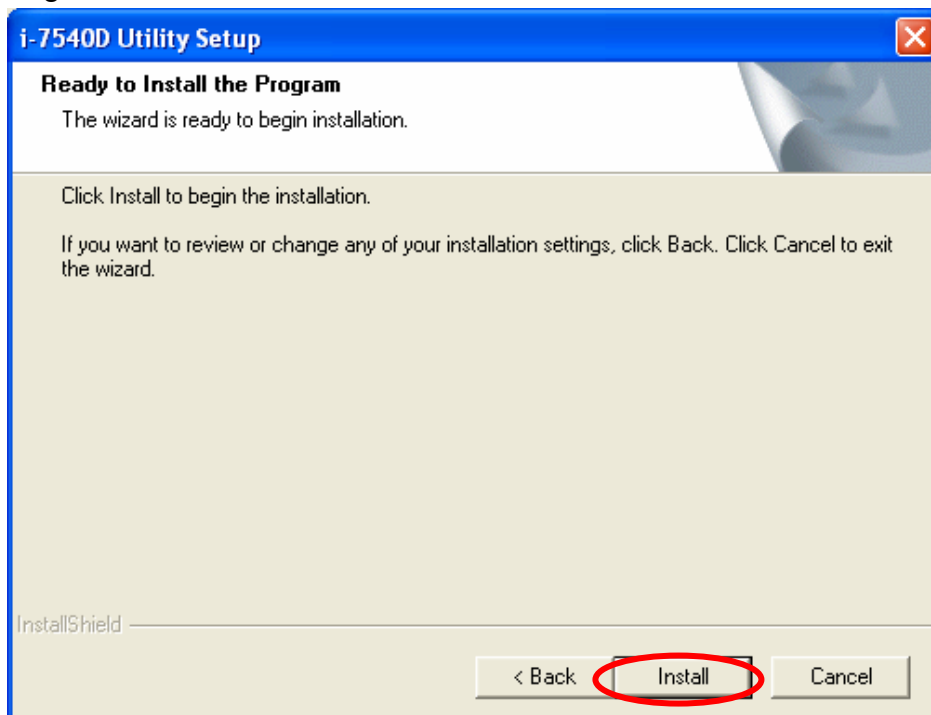 i-7540D Utility Setup
Ready to Install the Program
The wizard is ready to begin installation.
Click Install to begin the installation.
If you want to review or change any of your installation settings, click Back. Click Cancel to exit
the wizard.
InstallShield
< Back Install Cancel